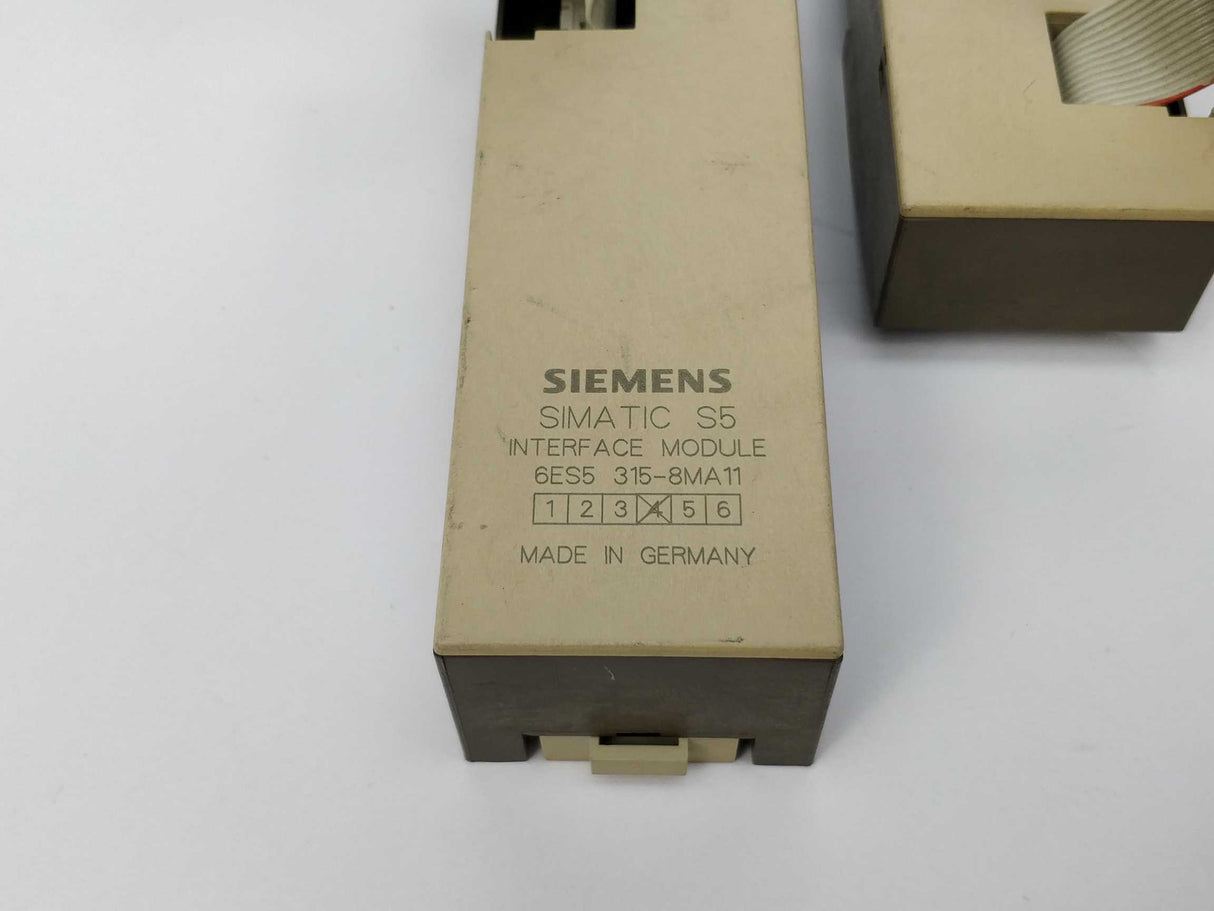 SIEMENS
SIMATIC S5
INTERFACE MODULE
6ES5 315-8MA11
1 2 3 4 5 6
MADE IN GERMANY